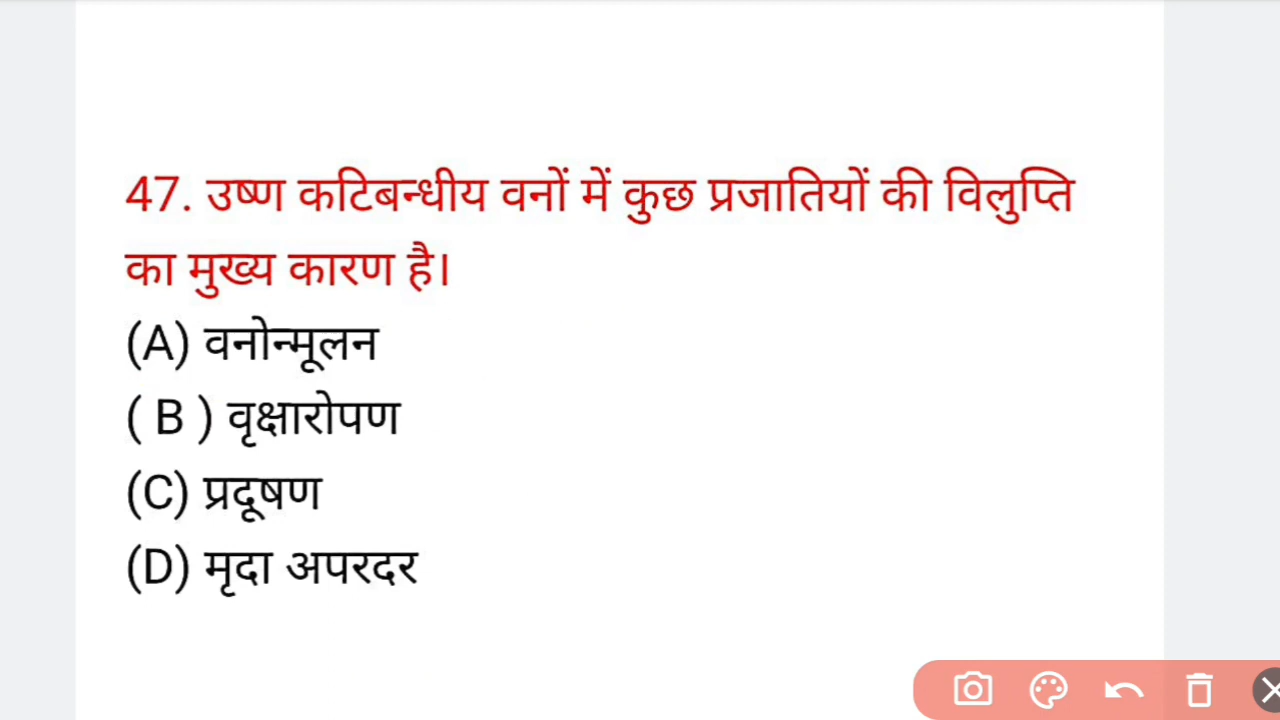 47. उष्ण कटिबन्धीय वनों में कुछ प्रजातियों की विलुप्ति
का मुख्य कारण है।
(A) वनोन्मूलन
( B ) वृक्षारोपण
(C) प्रदूषण
(D) मृदा अपरदर